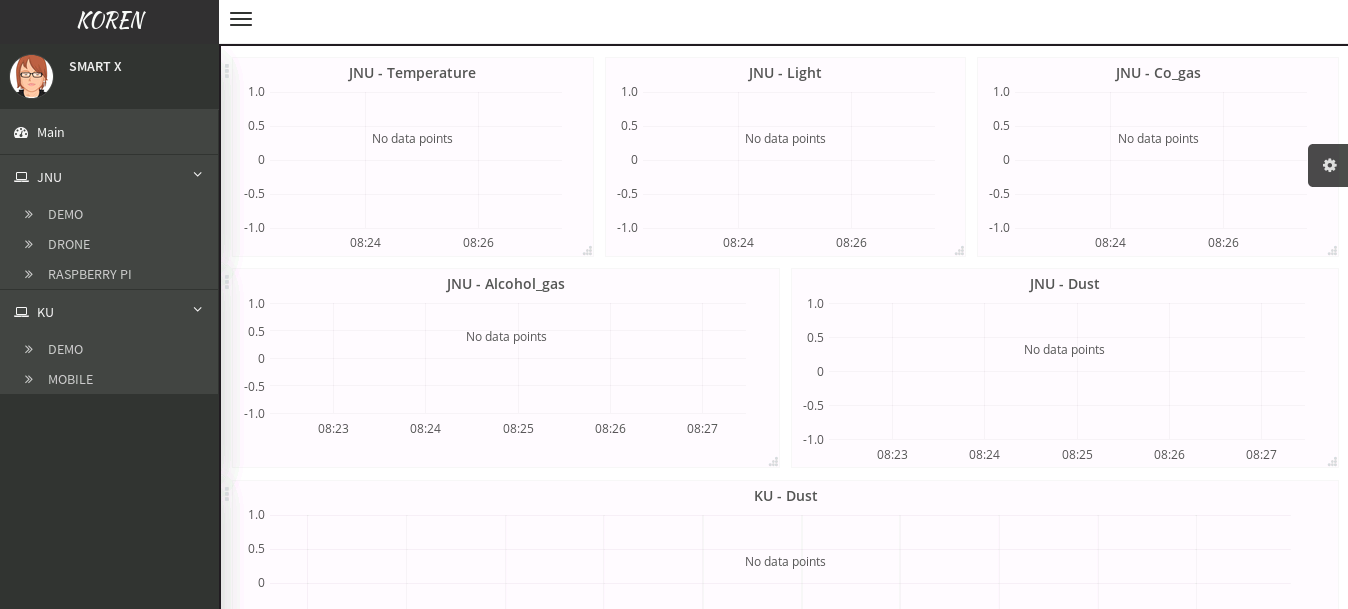 KOREN
SMART X
Main
JNU
DEMO
DRONE
RASPBERRY PI
KU
DEMO
MOBILE
JNU - Temperature
1.0
0.5
0
-0.5
-1.0
No data points
08:24 08:26
JNU - Light
1.0
0.5
0
-0.5
-1.0
No data points
08:24 08:26
JNU - Co_gas
1.0
0.5
0
-0.5
-1.0
No data points
08:24 08:26
JNU - Alcohol_gas
1.0
0.5
0
-0.5
-1.0
No data points
08:23 08:24 08:25 08:26 08:27
JNU - Dust
1.0
0.5
0
-0.5
-1.0
No data points
08:23 08:24 08:25 08:26 08:27
KU - Dust
1.0
0.5
0
No data points